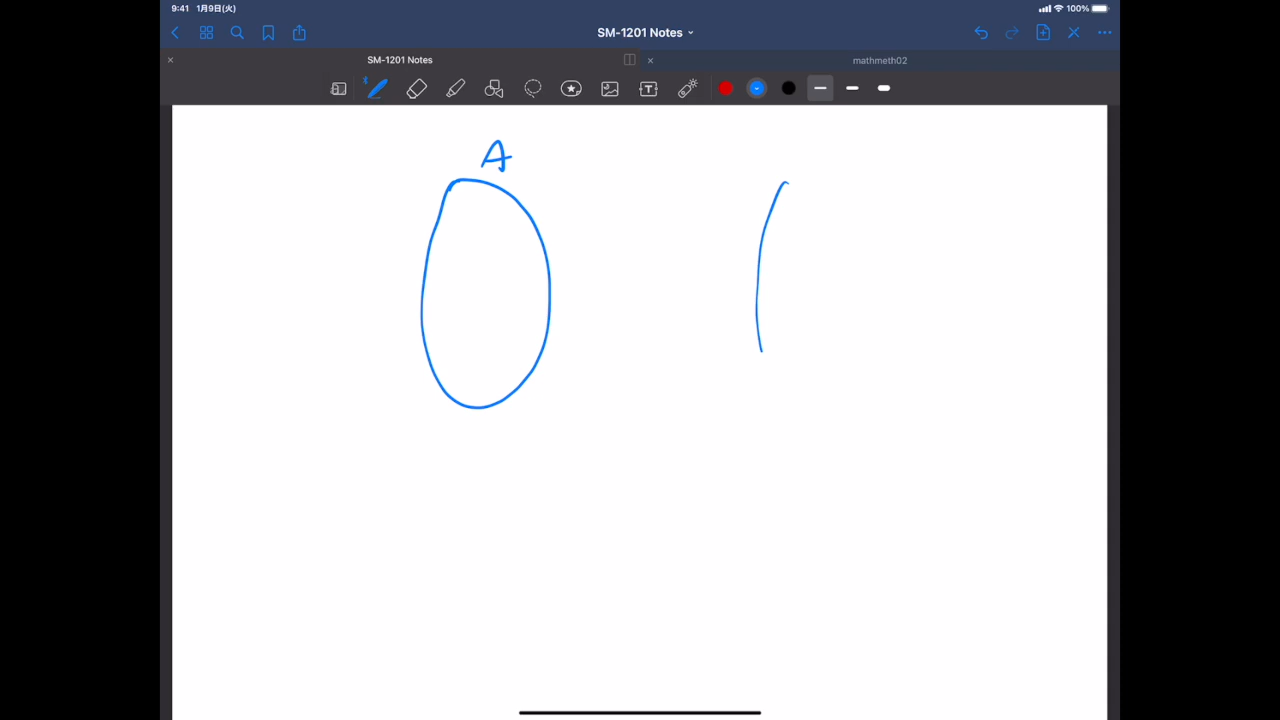 9:41 1月9日(火) 100%
SM-1201 Notes
SM-1201 Notes mathmeth02
T
A